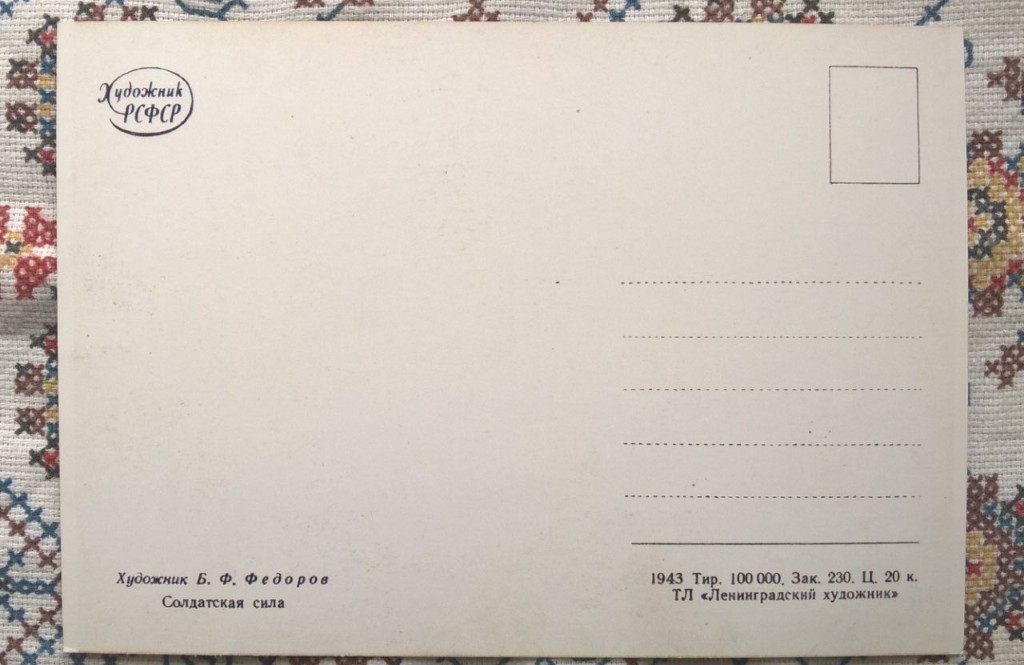 Художник
РСФСР
Художник Б. Ф. Федоров
Солдатская сила
1943 Тир. 100 000. Зак. 230. Ц. 20 к.
ТЛ «Ленинградский художник»